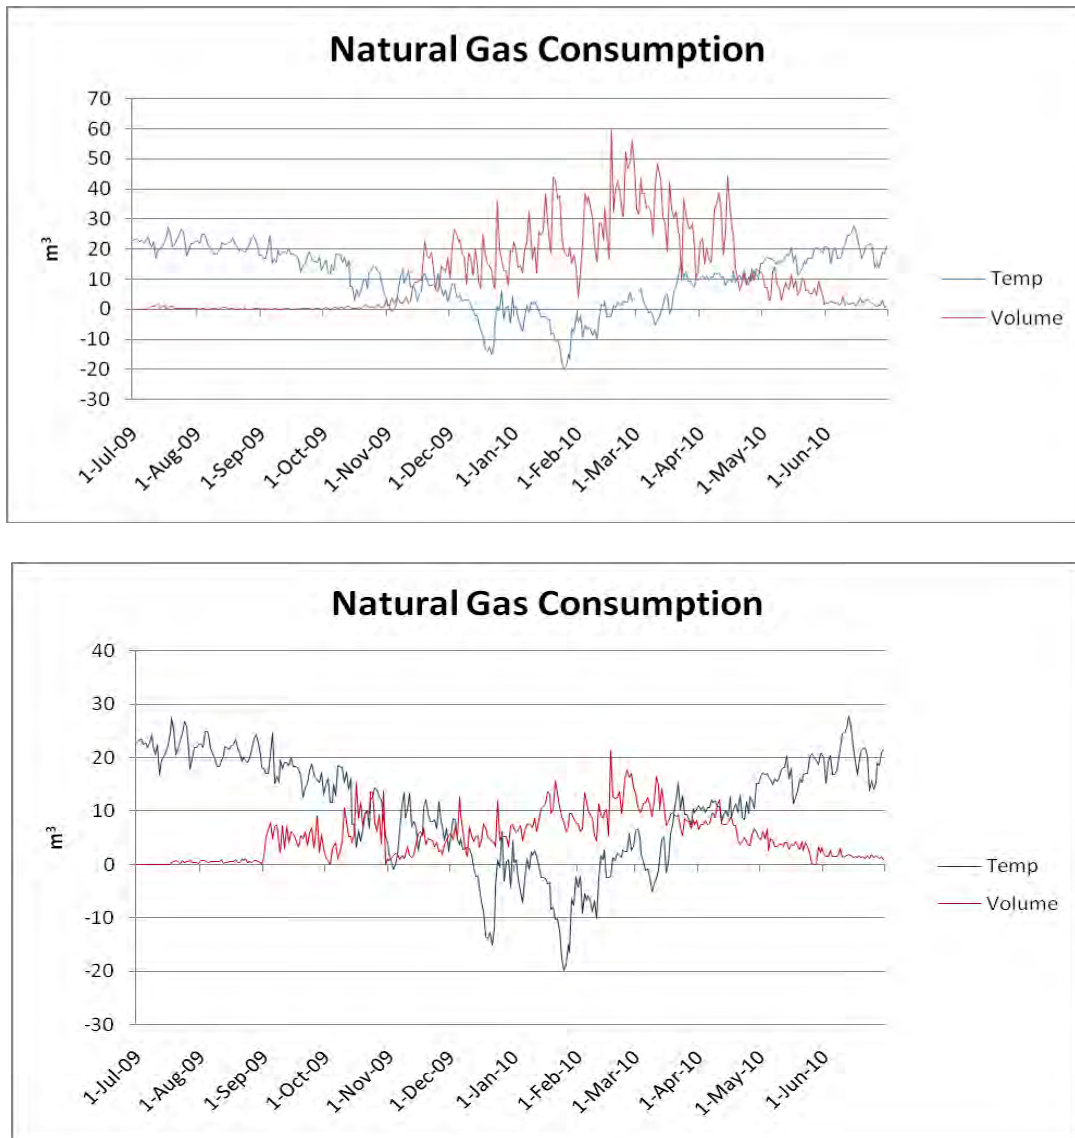 Natural Gas Consumption
70
60
50
40
30
20
10
0
-10
-20
-30
m³
1-Jul-09
1-Aug-09
1-Sep-09
1-Oct-09
1-Nov-09
1-Dec-09
1-Jan-10
1-Feb-10
1-Mar-10
1-Apr-10
1-May-10
1-Jun-10
Temp
Volume
Natural Gas Consumption
40
30
20
10
0
-10
-20
-30
m³
1-Jul-09
1-Aug-09
1-Sep-09
1-Oct-09
1-Nov-09
1-Dec-09
1-Jan-10
1-Feb-10
1-Mar-10
1-Apr-10
1-May-10
1-Jun-10
Temp
Volume